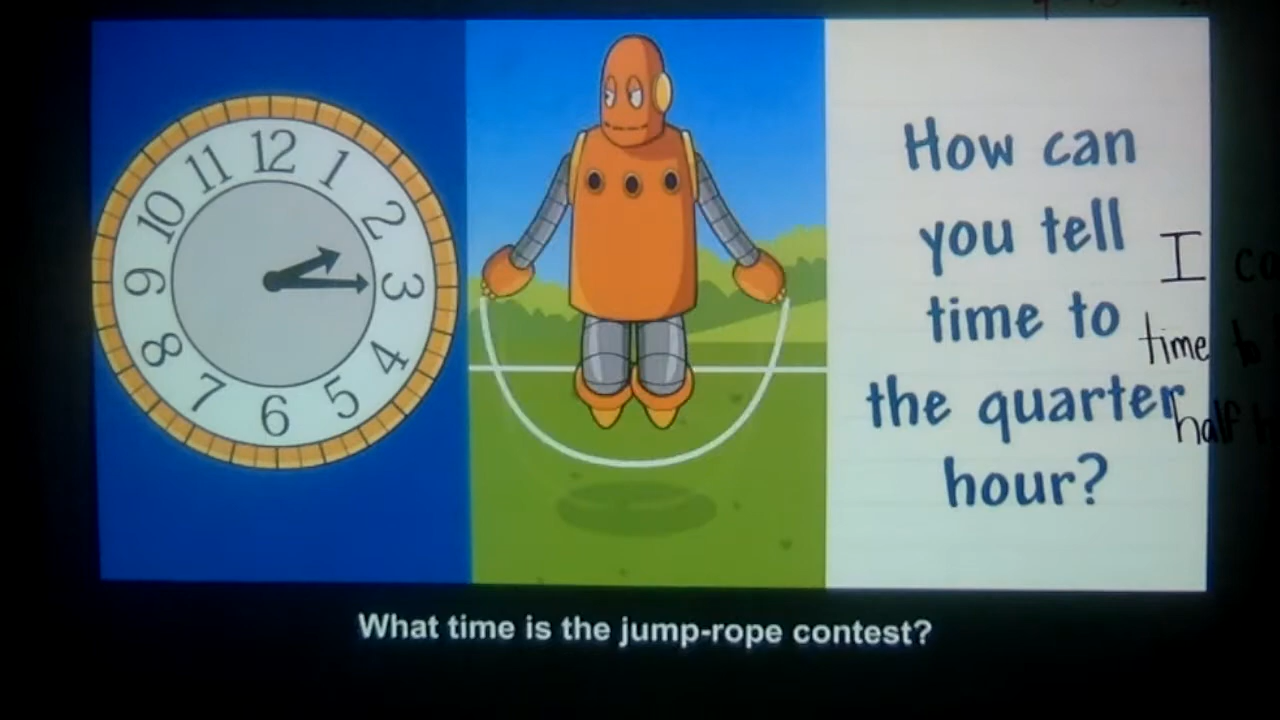 12
1
2
3
4
5
6
7
8
9
10
11
How can
you tell
time to
the quarter
hour?
I
time
half
What time is the jump-rope contest?